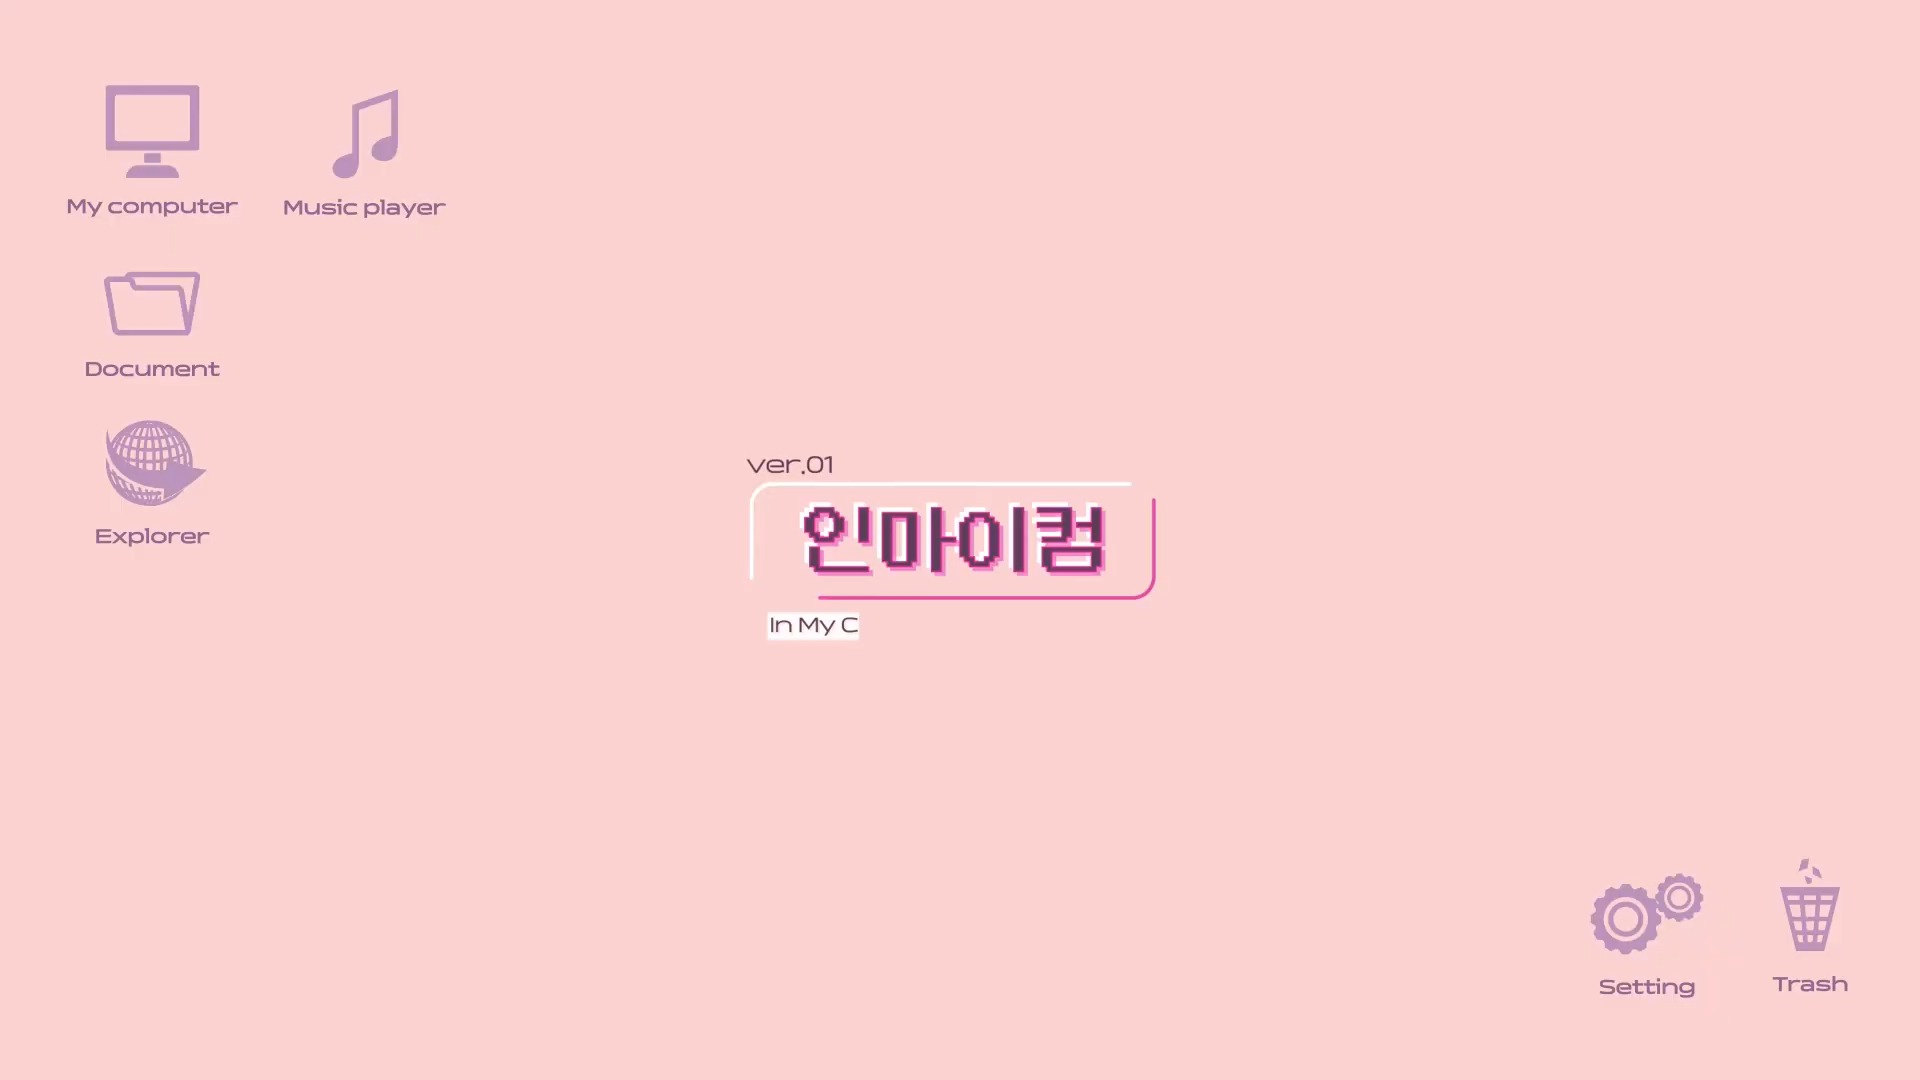 My computer
Music player
Document
Explorer
ver.01
인마이컴
In My C
Setting
Trash